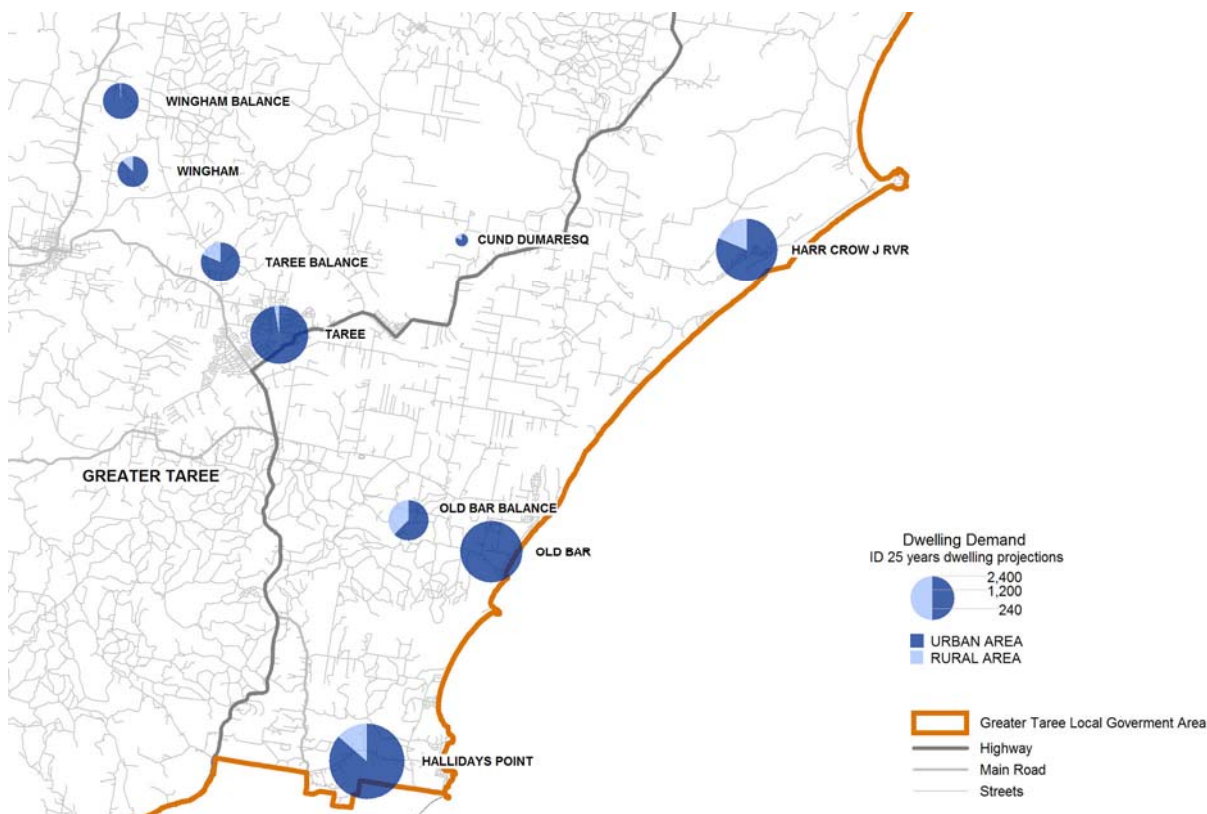 WINGHAM BALANCE
WINGHAM
CUND DUMARESQ
HARR CROW J RVR
TAREE BALANCE
TAREE
GREATER TAREE
OLD BAR BALANCE
OLD BAR
HALLIDAYS POINT
Dwelling Demand
ID 25 years dwelling projections
2,400
1,200
240
URBAN AREA
RURAL AREA
Greater Taree Local Goverment Area
Highway
Main Road
Streets